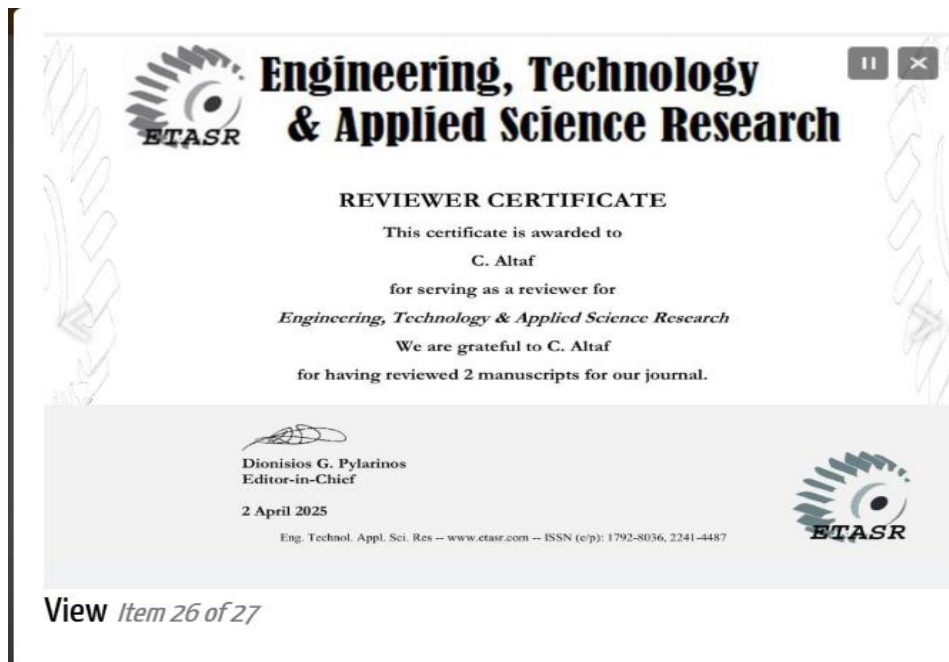 Engineering, Technology
& Applied Science Research
ETASR
REVIEWER CERTIFICATE
This certificate is awarded to
C. Altaf
for serving as a reviewer for
Engineering, Technology & Applied Science Research
We are grateful to C. Altaf
for having reviewed 2 manuscripts for our journal.
Dionisios G. Pylarinos
Editor-in-Chief
2 April 2025
Eng. Technol. Appl. Sci. Res -- www.etasr.com -- ISSN (e/p): 1792-8036, 2241-4487
ETASR
View Item 26 of 27